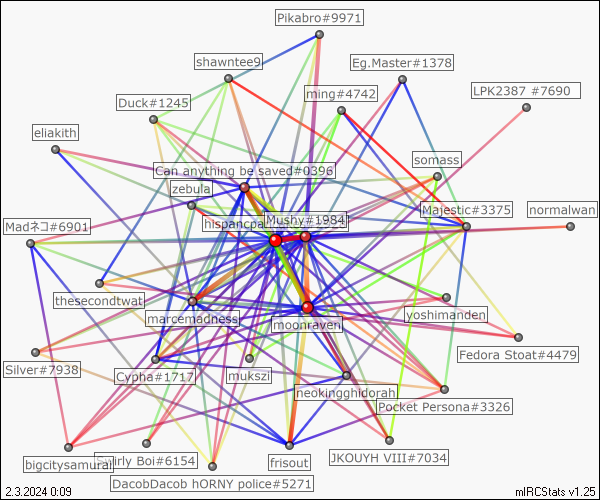 Pikabro#9971
shawntee9
Eg.Master#1378
LPK2387 #7690
ming#4742
Duck#1245
eliakith
somass
Can anything be saved#0396
zebula
Majestic#3375
normalwan
Mushy#1984
hispancpa
Madネコ#6901
thesecondtwat
marcemadness
yoshimanden
moonraven
Fedora Stoat#4479
Silver#7938
Cypha#1717
mukszi
neokingghidorah
Pocket Persona#3326
bigcitysamurai
Swirly Boi#6154
frisout
JKOUYH VIII#7034
DacobDacob hORNY police#5271
2.3.2024 0:09
mIRCStats v1.25